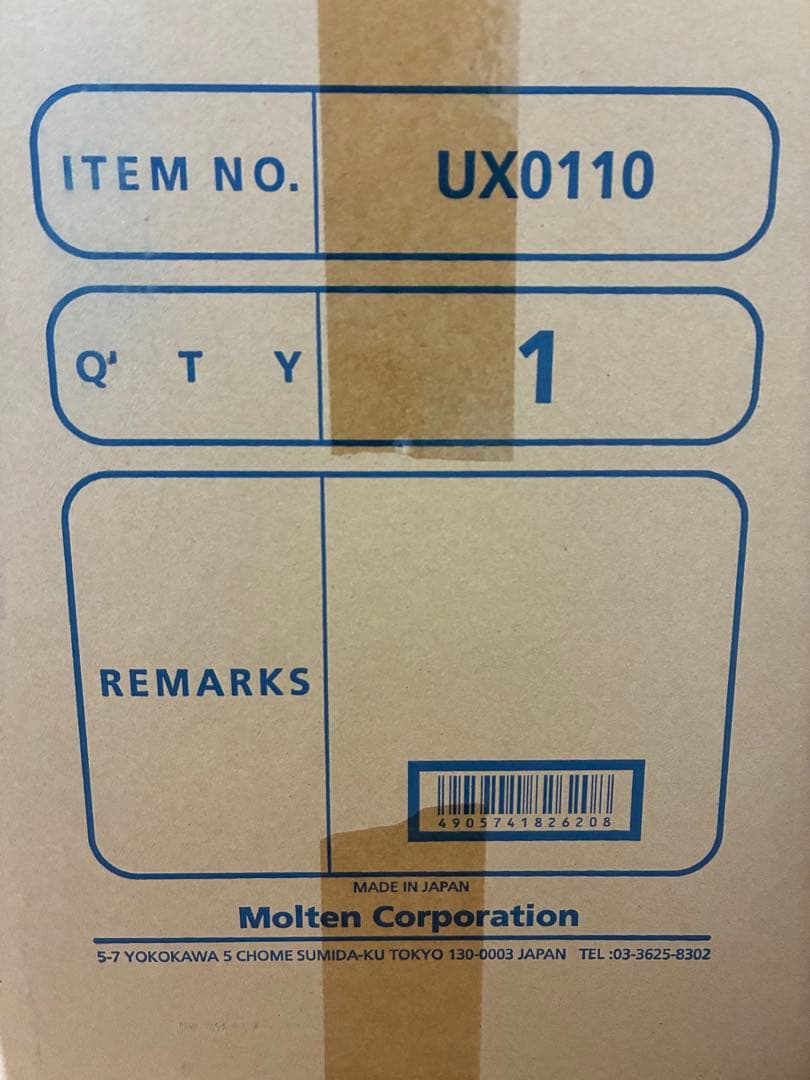 ITEM NO. UX0110
Q'TY 1
REMARKS
4905741826208
MADE IN JAPAN
Molten Corporation
5-7 YOKOKAWA 5 CHOME SUMIDA-KU TOKYO 130-0003 JAPAN TEL :03-3625-8302